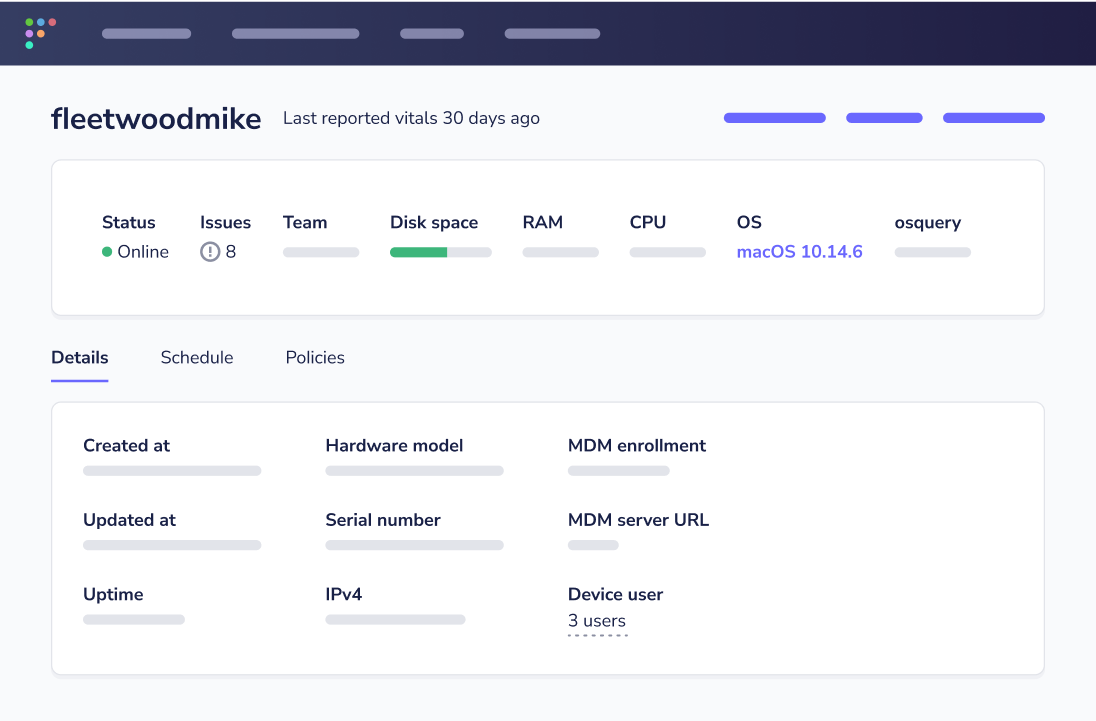 fleetwoodmike Last reported vitals 30 days ago
Status Issues Team Disk space RAM CPU OS osquery
Online 8 macOS 10.14.6
Details Schedule Policies
Created at Hardware model MDM enrollment
Updated at Serial number MDM server URL
Uptime IPv4 Device user
3 users